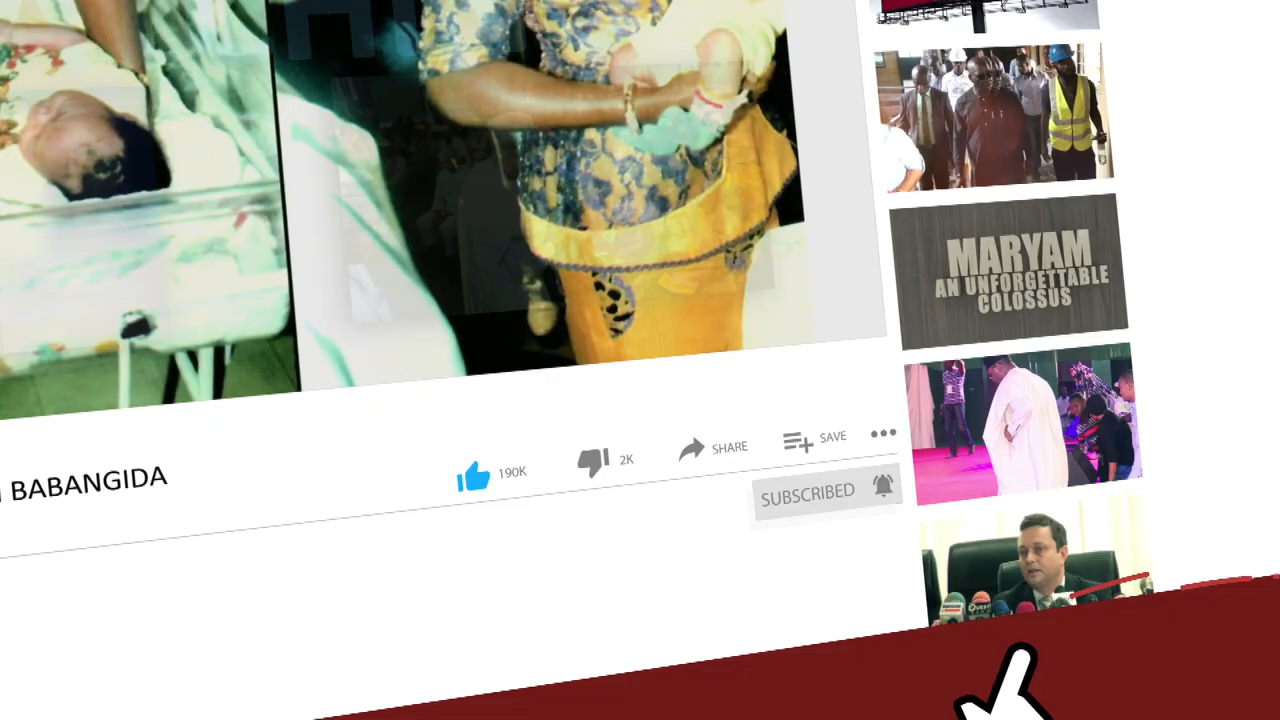 MARYAM
AN UNFORGETTABLE
COLOSSUS
BABANGIDA
190K
2K
SHARE
SAVE
SUBSCRIBED